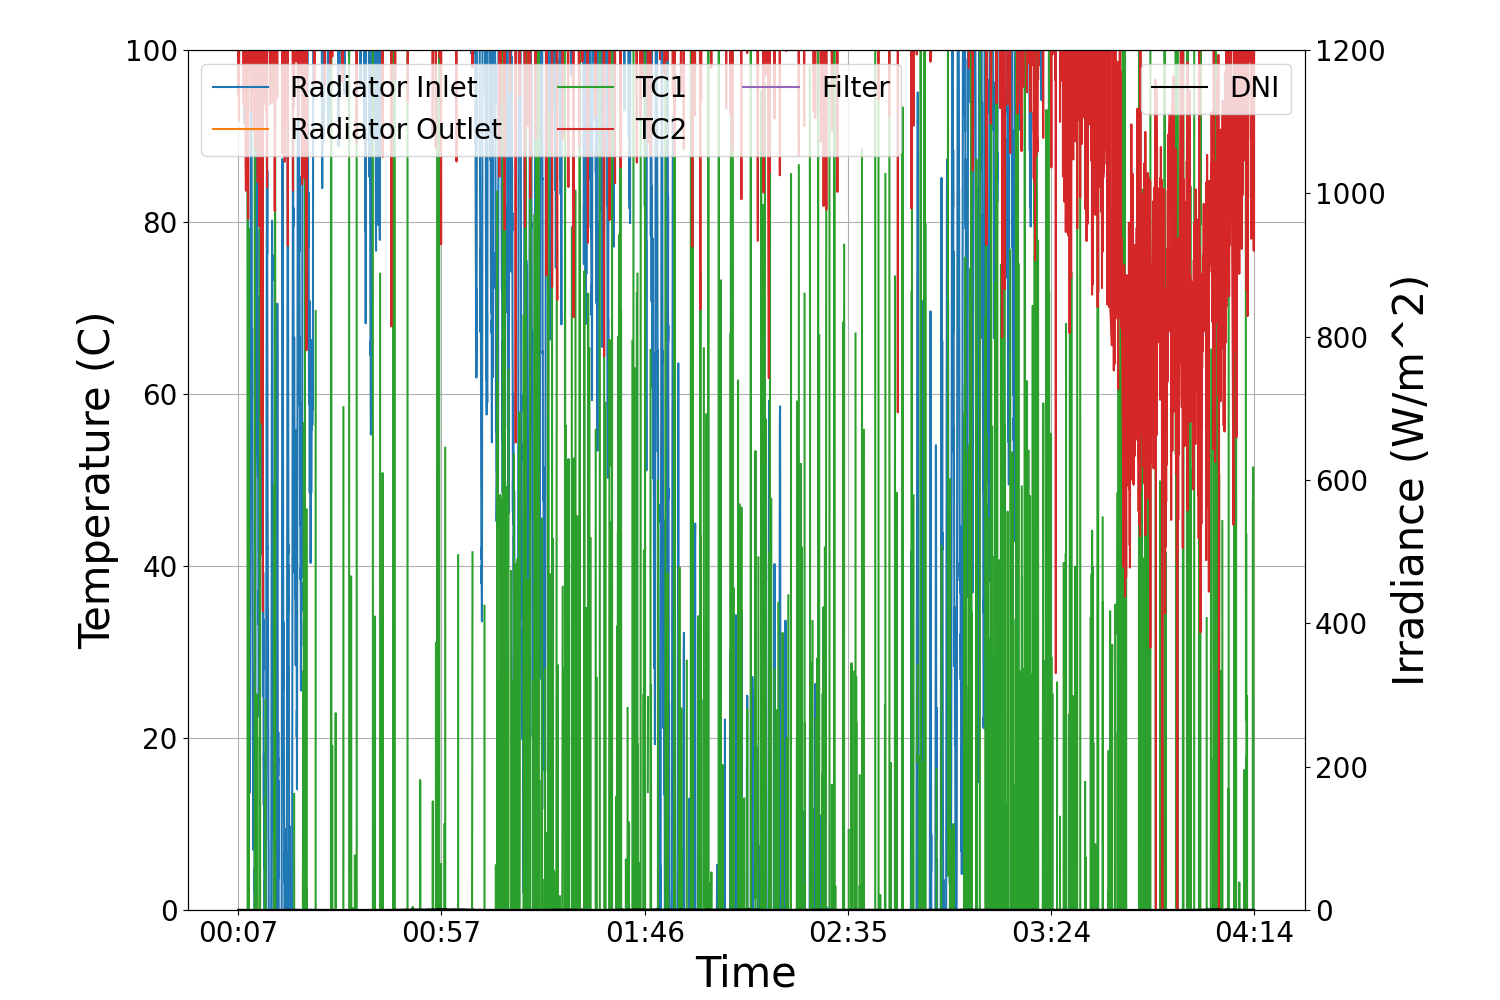 100
80
60
40
20
0
Temperature (C)
Radiator Inlet
Radiator Outlet
TC1
TC2
Filter
DNI
1200
1000
800
600
400
200
0
Irradiance (W/m^2)
00:07
00:57
01:46
02:35
03:24
04:14
Time